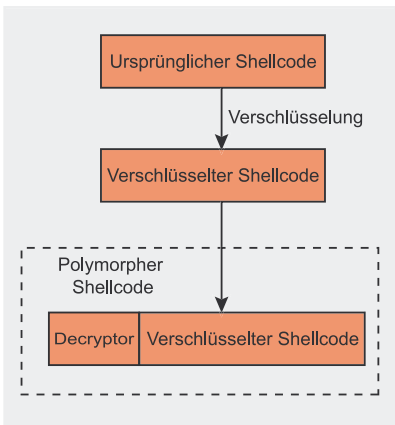 Ursprünglicher Shellcode
Verschlüsselung
Verschlüsselter Shellcode
Polymorpher
Shellcode
Decryptor
Verschlüsselter Shellcode